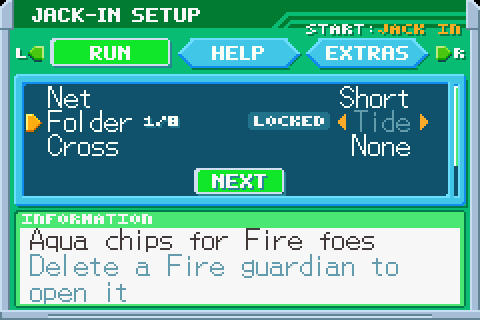 JACK-IN SETUP
START:JACK IN
L RUN HELP EXTRAS R
Net Short
Folder 1/8 LOCKED Tide
Cross None
NEXT
INFORMATION
Aqua chips for Fire foes
Delete a Fire guardian to
open it